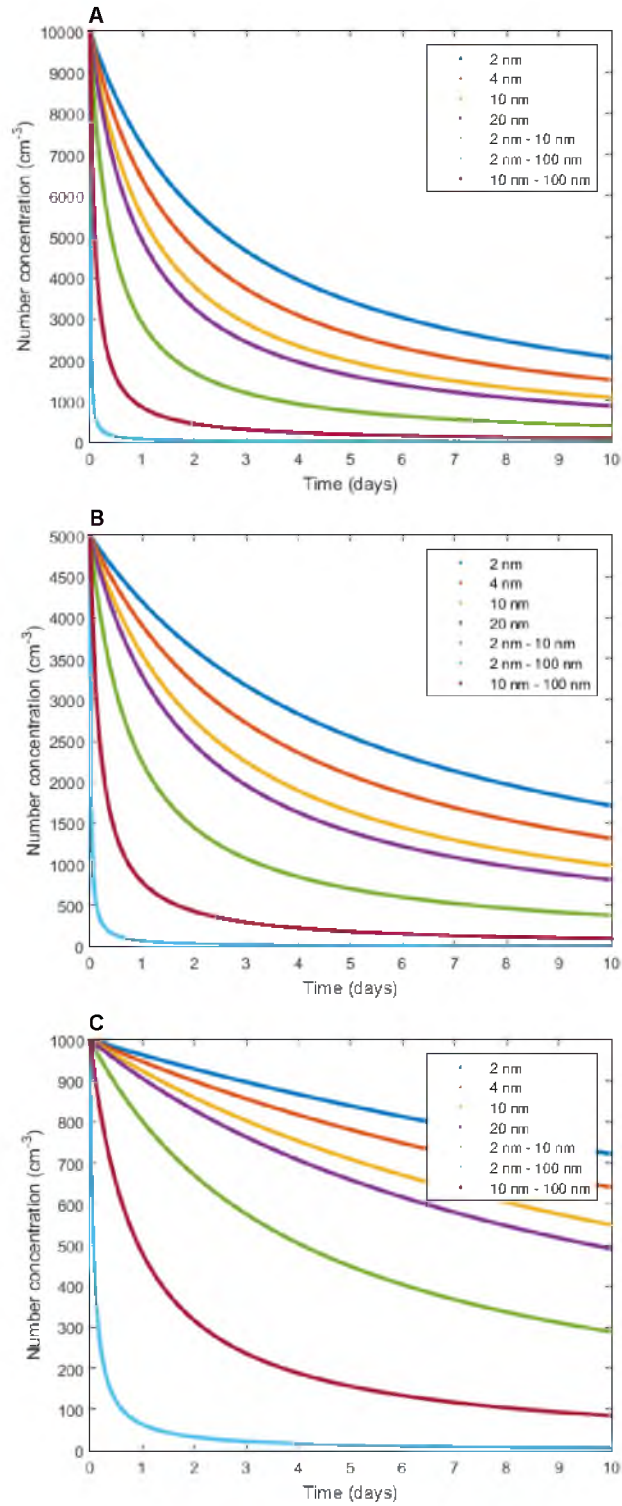 A
10000
9000
8000
7000
6000
5000
4000
3000
2000
1000
0
Number concentration (cm⁻³)
2 nm
4 nm
10 nm
20 nm
2 nm - 10 nm
2 nm - 100 nm
10 nm - 100 nm
0 1 2 3 4 5 6 7 8 9 10
Time (days)
B
5000
4500
4000
3500
3000
2500
2000
1500
1000
500
0
Number concentration (cm⁻³)
2 nm
4 nm
10 nm
20 nm
2 nm - 10 nm
2 nm - 100 nm
10 nm - 100 nm
0 1 2 3 4 5 6 7 8 9 10
Time (days)
C
1000
900
800
700
600
500
400
300
200
100
0
Number concentration (cm⁻³)
2 nm
4 nm
10 nm
20 nm
2 nm - 10 nm
2 nm - 100 nm
10 nm - 100 nm
0 1 2 3 4 5 6 7 8 9 10
Time (days)